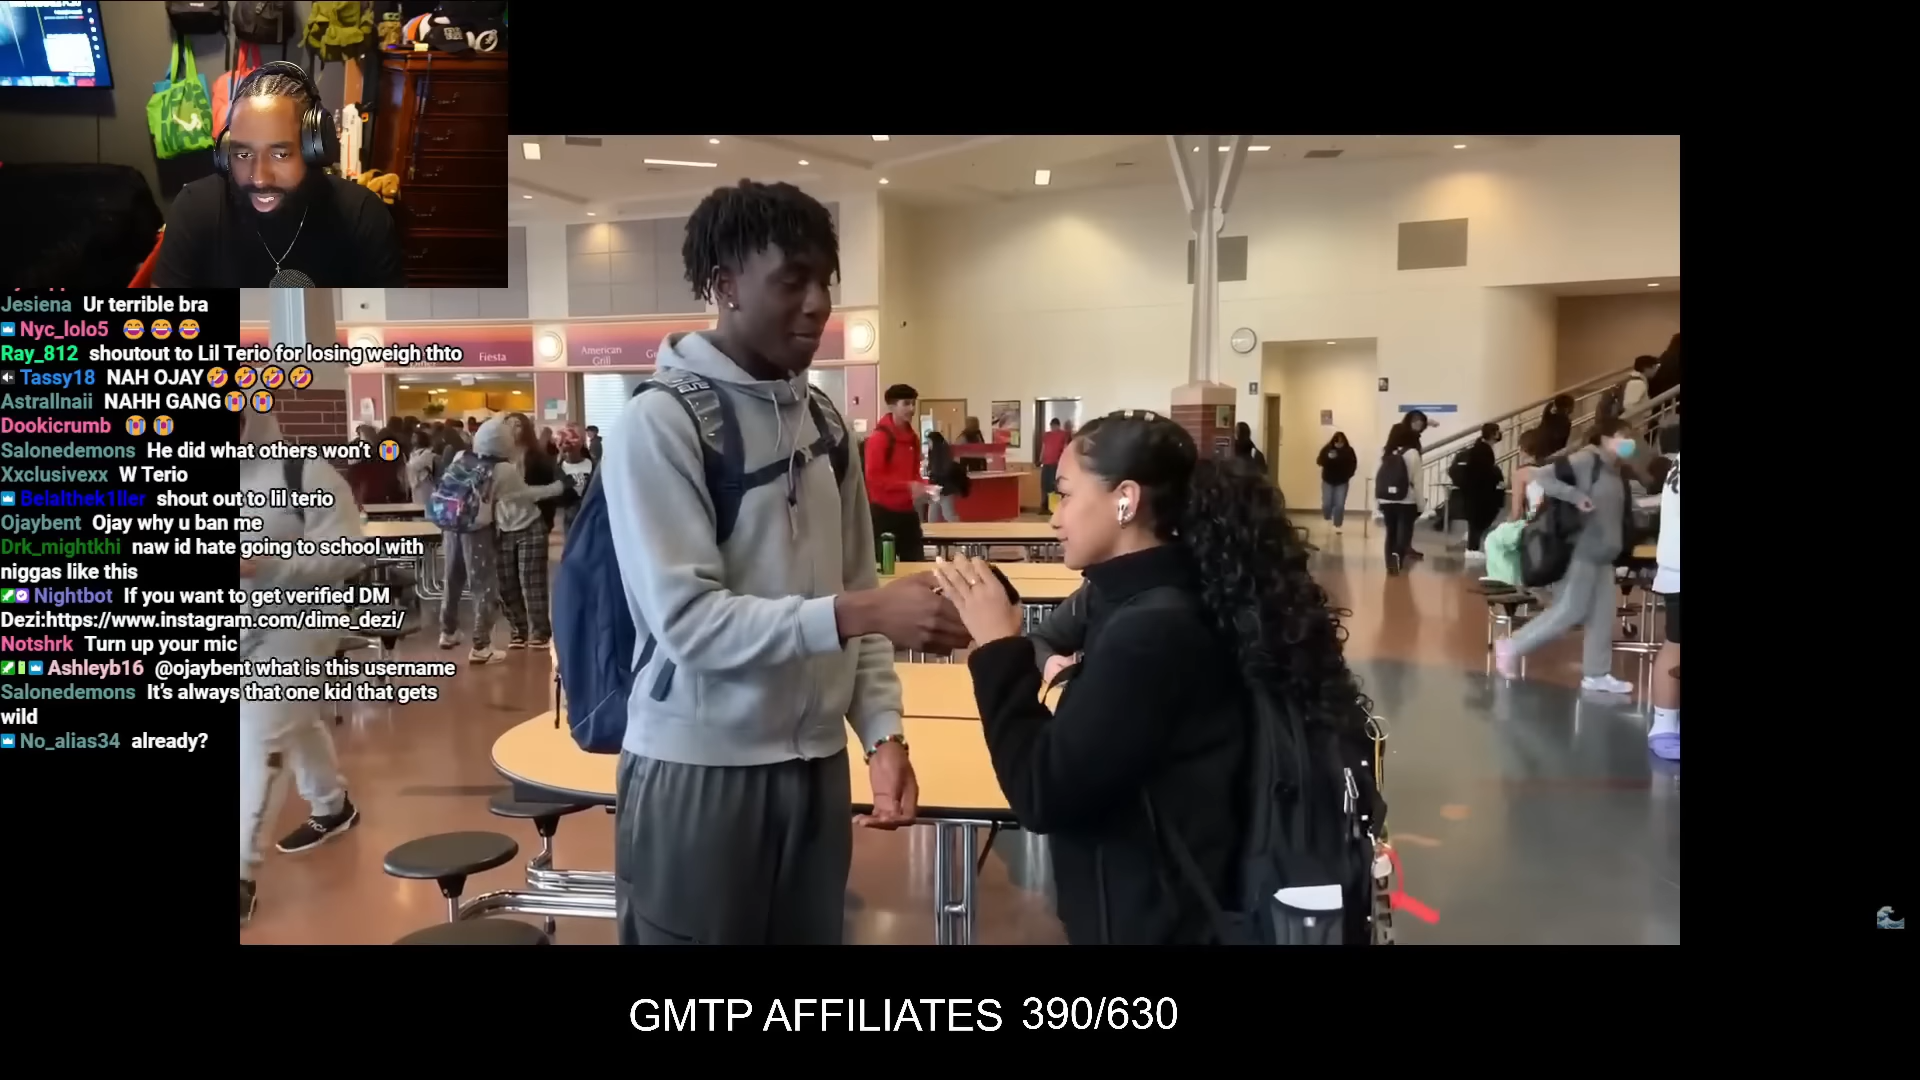 Jesiena Ur terrible bra
Nyc_lolo5 😂 😂 😂
Ray_812 shoutout to Lil Terio for losing weigh thto
Tassy18 NAH OJAY🤣 🤣 🤣 🤣
Astrallnaii NAHH GANG😭 😭
Dookicrumb 😭 😭
Salonedemons He did what others won't 😭
Xxclusivexx W Terio
Belalthek1ller shout out to lil terio
Ojaybent Ojay why u ban me
Drk_mightkhi naw id hate going to school with
niggas like this
Nightbot If you want to get verified DM
Dezi:https://www.instagram.com/dime_dezi/
Notshrk Turn up your mic
Ashleyb16 @ojaybent what is this username
Salonedemons It's always that one kid that gets
wild
No_alias34 already?
Fiesta
American
Grill
GMTP AFFILIATES 390/630